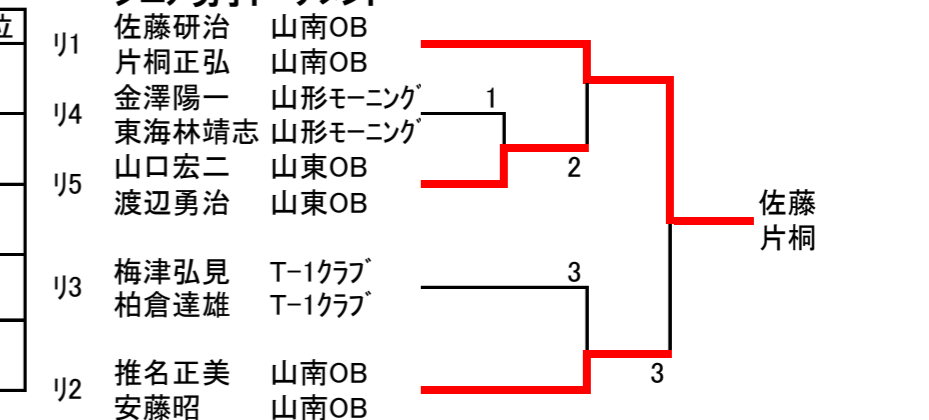 位
リ1
佐藤研治 山南OB
片桐正弘 山南OB
リ4
金澤陽一 山形モーニング
東海林靖志 山形モーニング
1
リ5
山口宏二 山東OB
渡辺勇治 山東OB
2
佐藤
片桐
リ3
梅津弘見 T-1クラブ
柏倉達雄 T-1クラブ
3
リ2
推名正美 山南OB
安藤昭 山南OB
3